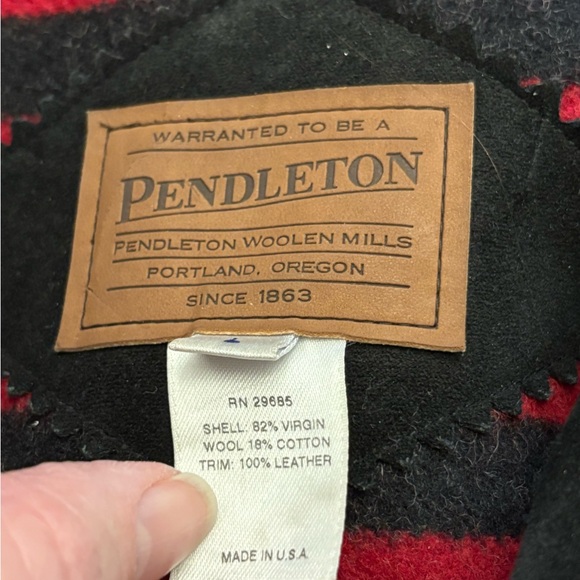 WARRANTED TO BE A
PENDLETON
PENDLETON WOOLEN MILLS
PORTLAND, OREGON
SINCE 1863
RN 29685
SHELL: 82% VIRGIN
WOOL 18% COTTON
TRIM: 100% LEATHER
MADE IN U.S.A.